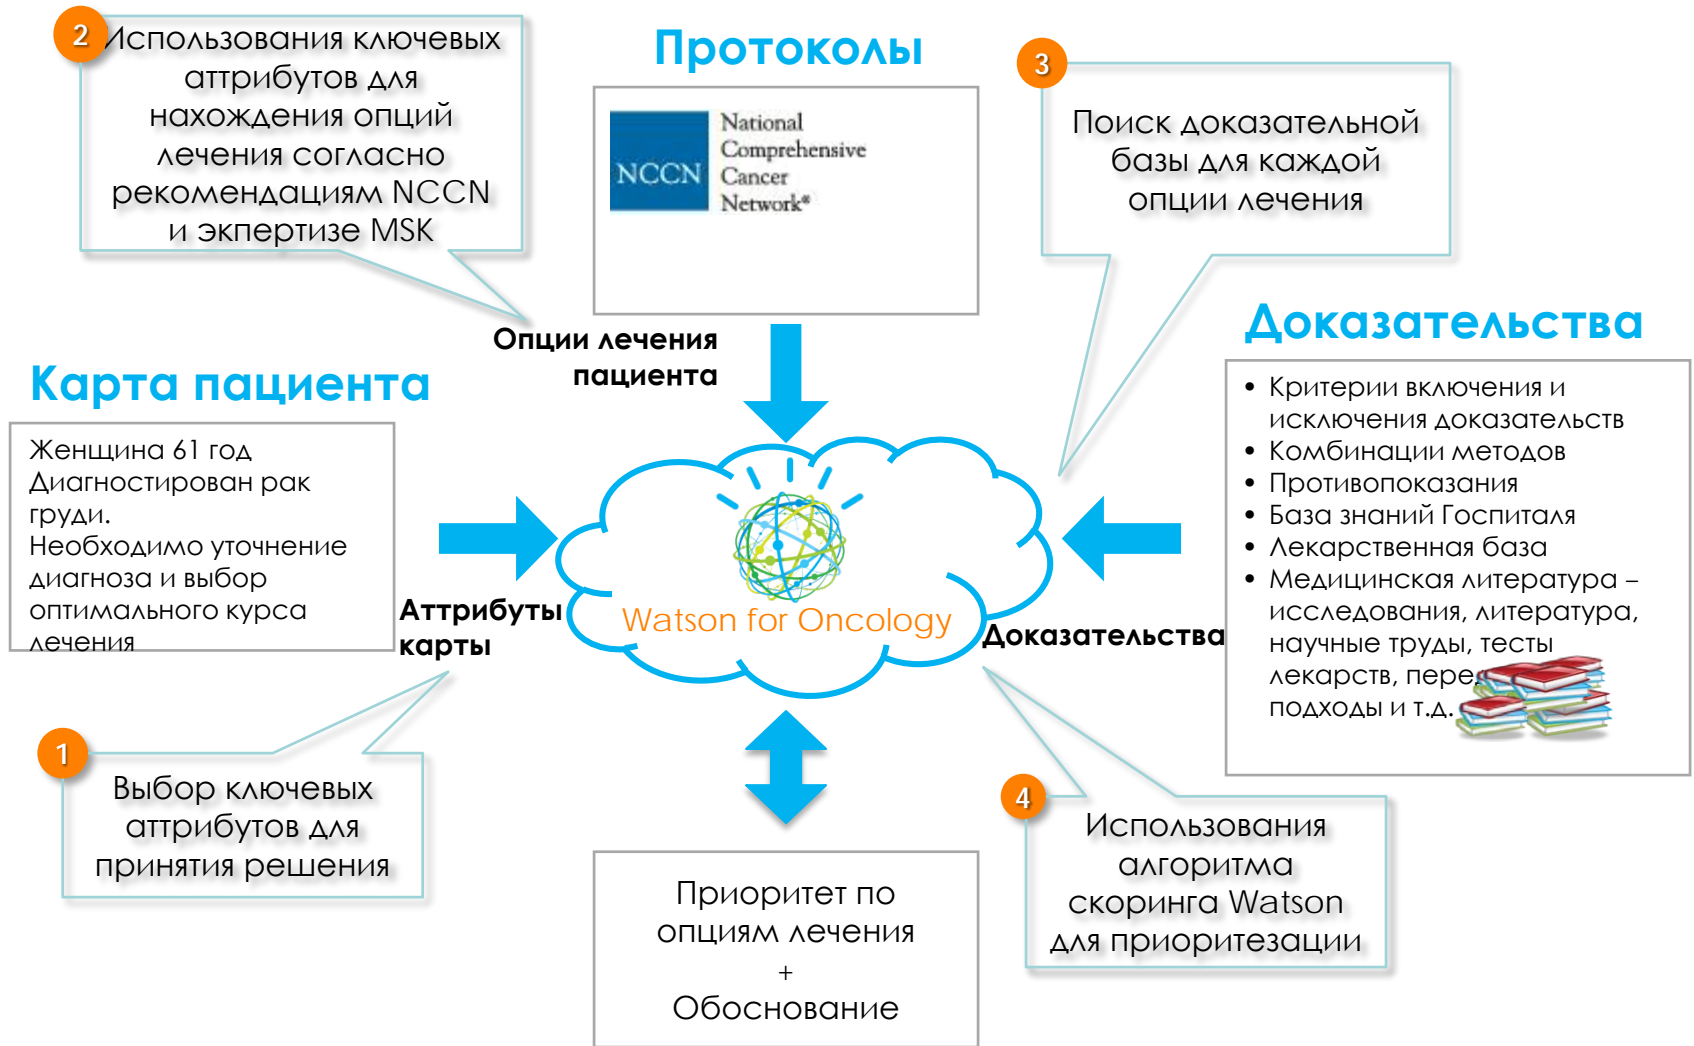 2
Использования ключевых
аттрибутов для
нахождения опций
лечения согласно
рекомендациям NCCN
и экпертизе MSK
Протоколы
NCCN
National
Comprehensive
Cancer
Network®
3
Поиск доказательной
базы для каждой
опции лечения
Опции лечения
пациента
Карта пациента
Женщина 61 год
Диагностирован рак
груди.
Необходимо уточнение
диагноза и выбор
оптимального курса
лечения
Аттрибуты
карты
Watson for Oncology
Доказательства
Доказательства
• Критерии включения и
исключения доказательств
• Комбинации методов
• Противопоказания
• База знаний Госпиталя
• Лекарственная база
• Медицинская литература –
исследования, литература,
научные труды, тесты
лекарств,
подходы и т.д.
1
Выбор ключевых
аттрибутов для
принятия решения
4
Использования
алгоритма
скоринга Watson
для приоритезации
Приоритет по
опциям лечения
+
Обоснование